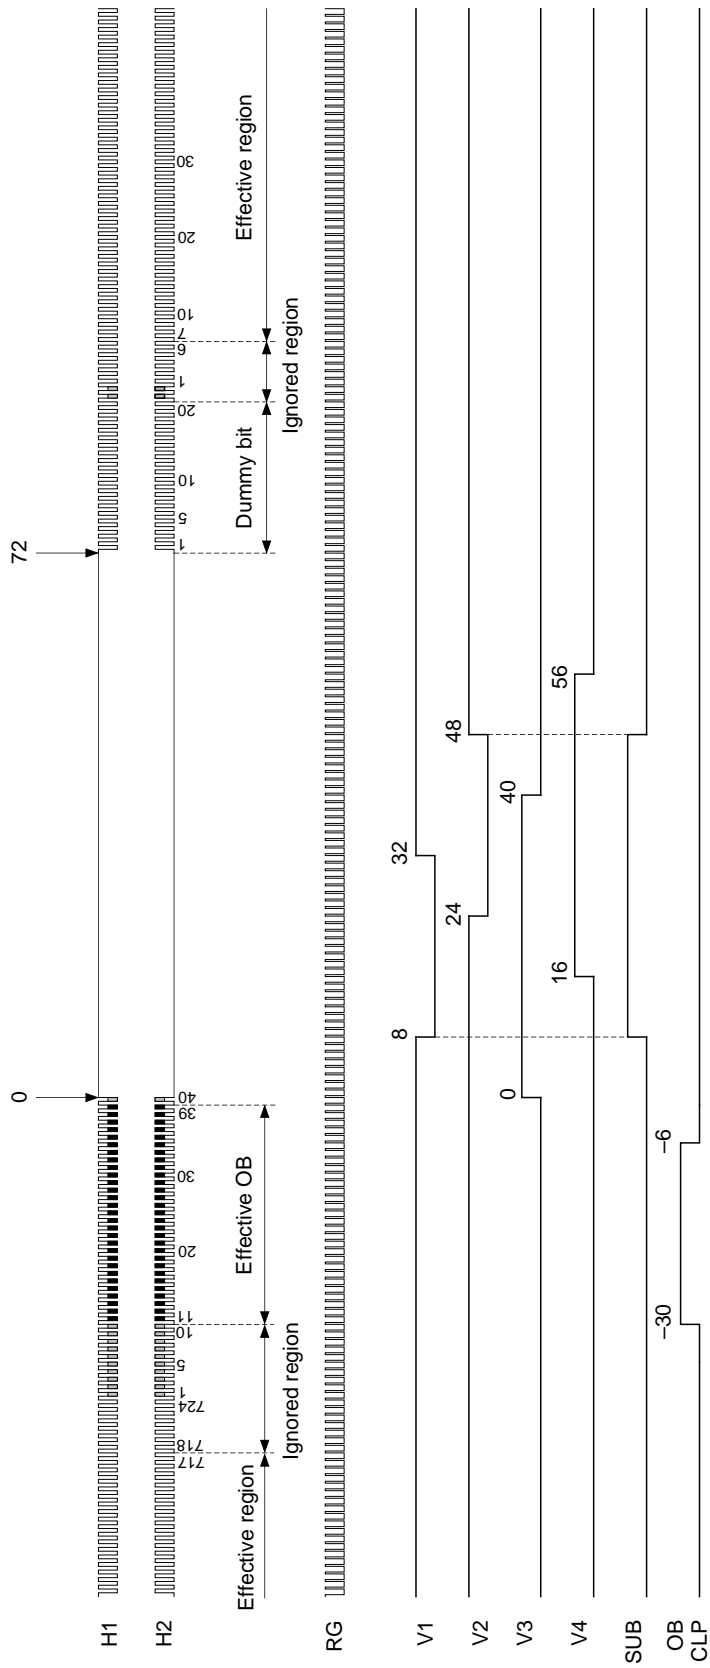 0
72
H1
H2
717
718
724
1
5
10
11
20
30
39
40
1
5
10
20
1
6
7
10
20
30
Effective region
Effective OB
Dummy bit
Effective region
Ignored region
Ignored region
RG
V1
8
32
V2
24
48
V3
0
40
V4
16
56
SUB
OB
CLP
–30
–6